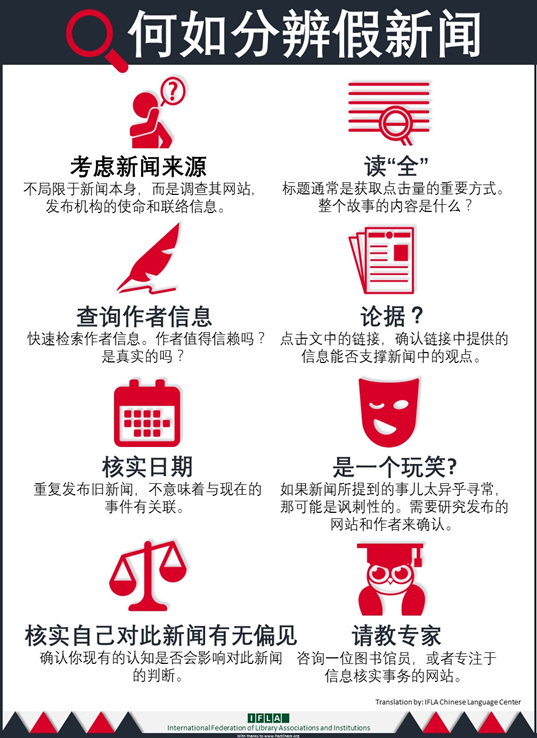 何如分辨假新闻
?
考虑新闻来源
不局限于新闻本身，而是调查其网站，
发布机构的使命和联络信息。
读“全”
标题通常是获取点击量的重要方式。
整个故事的内容是什么？
查询作者信息
快速检索作者信息。作者值得信赖吗？
是真实的吗？
论据？
点击文中的链接，确认链接中提供的
信息能否支撑新闻中的观点。
核实日期
重复发布旧新闻，不意味着与现在的
事件有关联。
是一个玩笑?
如果新闻所提到的事儿太异乎寻常，
那可能是讽刺性的。需要研究发布的
网站和作者来确认。
核实自己对此新闻有无偏见
确认你现有的认知是否会影响对此新闻
的判断。
请教专家
咨询一位图书馆员，或者专注于
信息核实事务的网站。
Translation by: IFLA Chinese Language Center
IFLA
International Federation of Library Associations and Institutions
With thanks to www.FactCheck.org